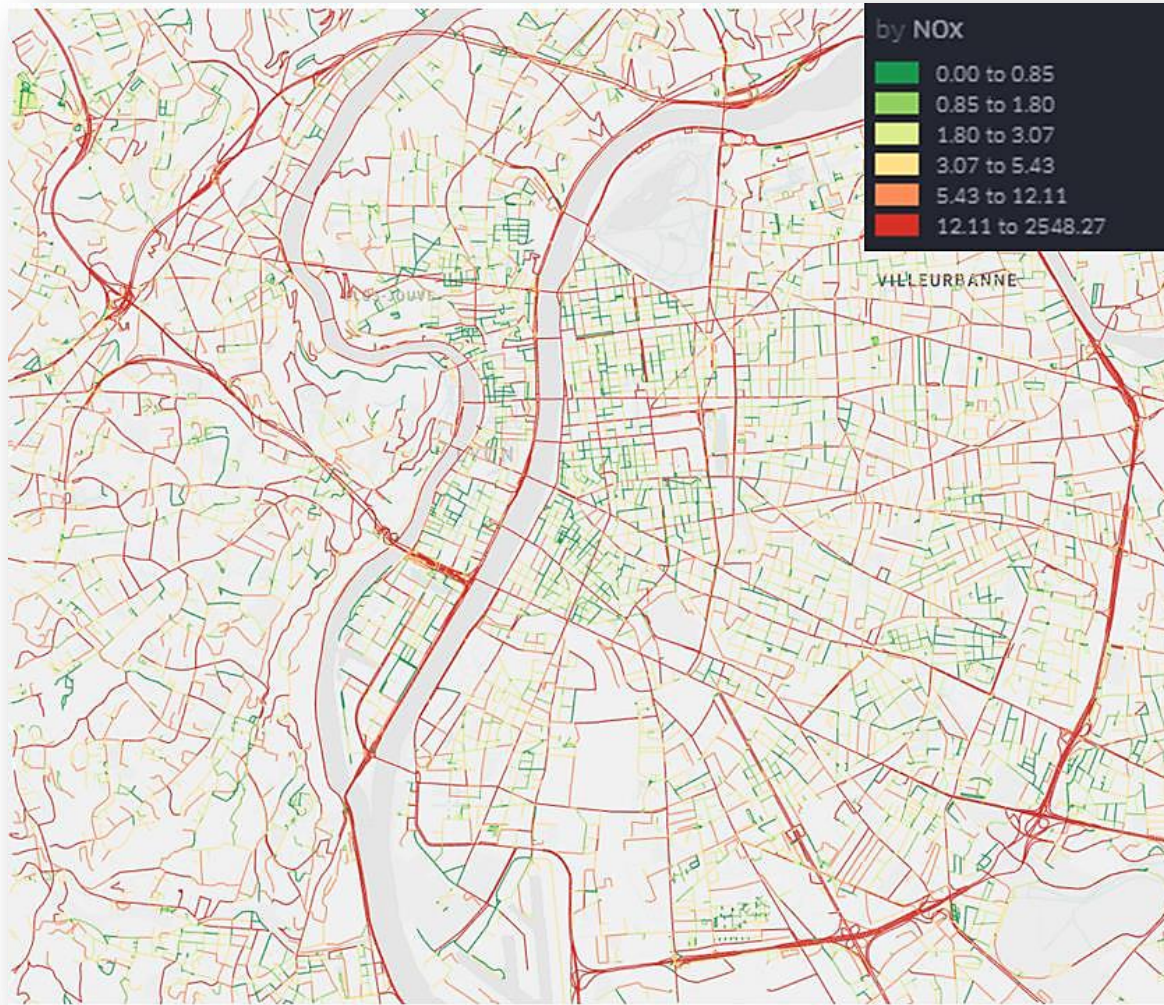 by NOx
0.00 to 0.85
0.85 to 1.80
1.80 to 3.07
3.07 to 5.43
5.43 to 12.11
12.11 to 2548.27
VILLEURBANNE
LYON